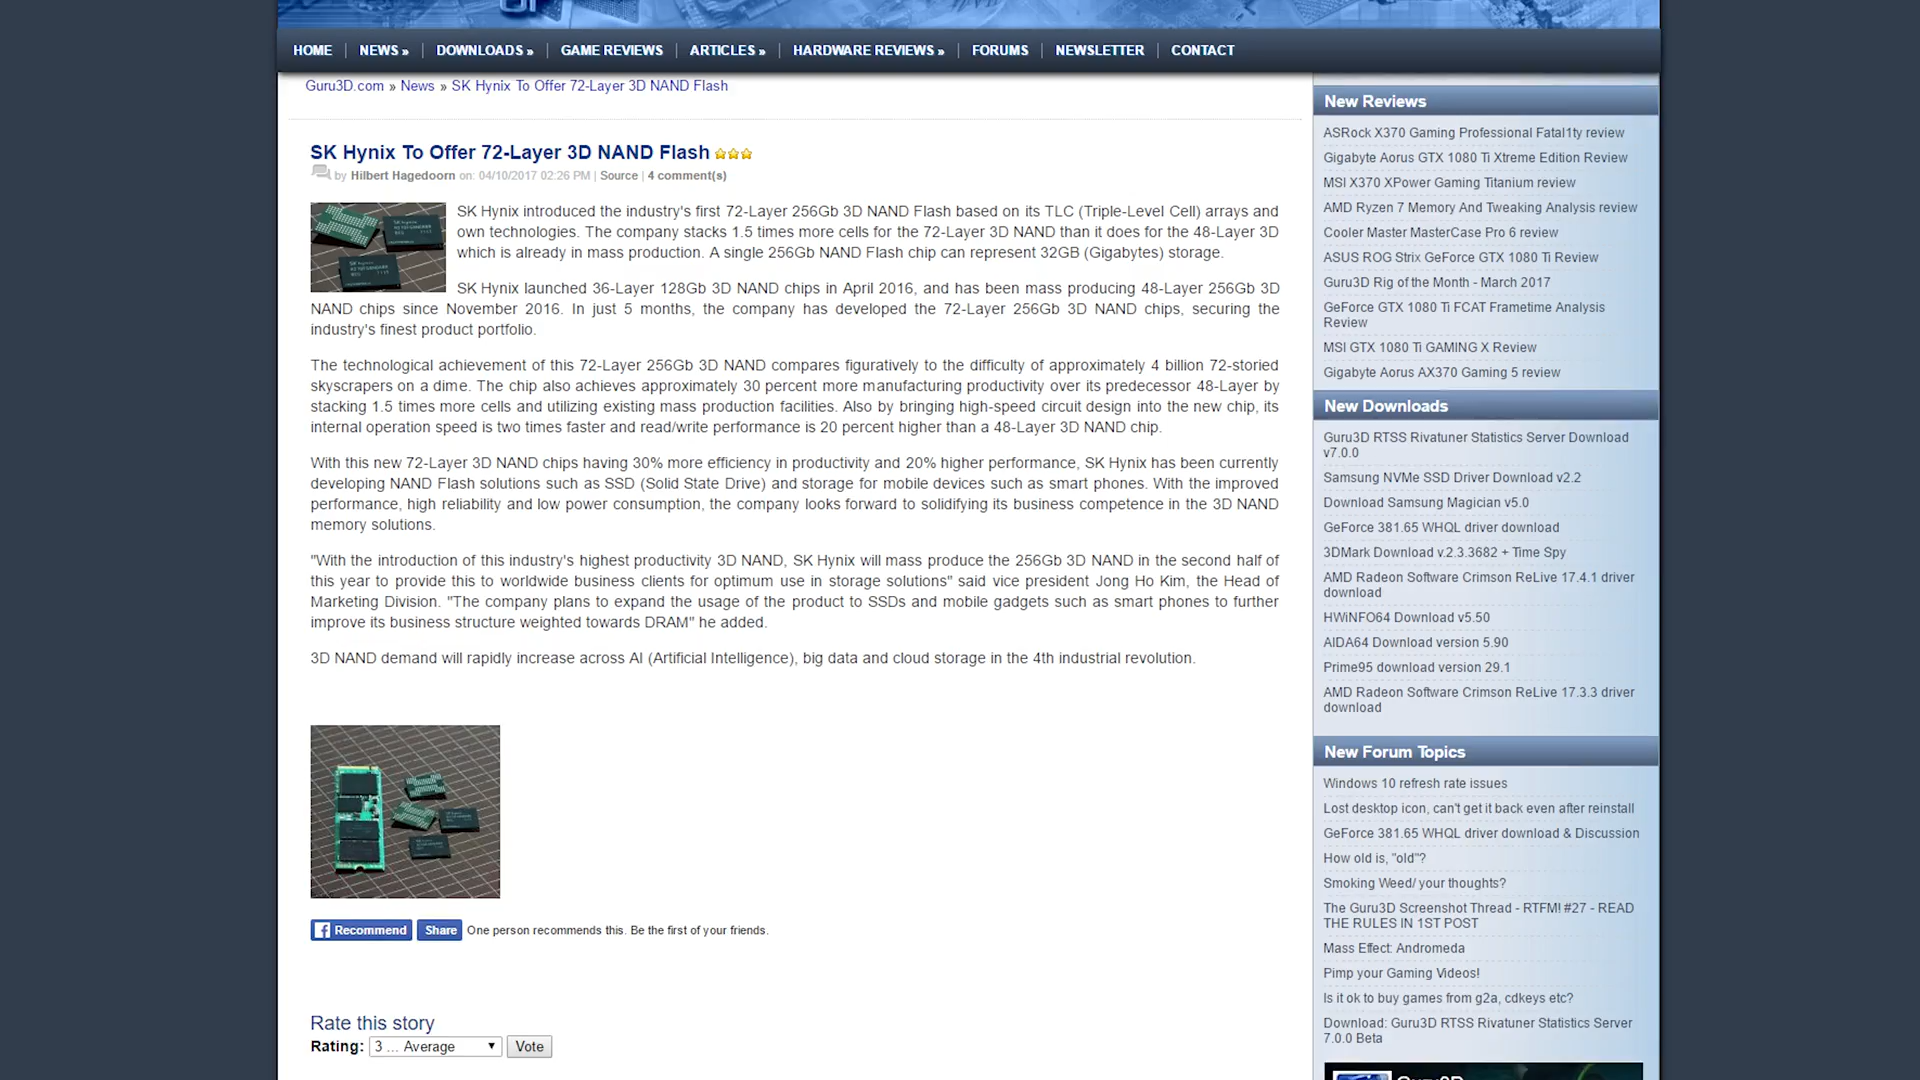 HOME NEWS » DOWNLOADS » GAME REVIEWS ARTICLES » HARDWARE REVIEWS » FORUMS NEWSLETTER CONTACT
Guru3D.com » News » SK Hynix To Offer 72-Layer 3D NAND Flash
SK Hynix To Offer 72-Layer 3D NAND Flash
by Hilbert Hagedoorn on: 04/10/2017 02:26 PM | Source | 4 comment(s)
SK Hynix introduced the industry's first 72-Layer 256Gb 3D NAND Flash based on its TLC (Triple-Level Cell) arrays and
own technologies. The company stacks 1.5 times more cells for the 72-Layer 3D NAND than it does for the 48-Layer 3D
which is already in mass production. A single 256Gb NAND Flash chip can represent 32GB (Gigabytes) storage.
SK Hynix launched 36-Layer 128Gb 3D NAND chips in April 2016, and has been mass producing 48-Layer 256Gb 3D
NAND chips since November 2016. In just 5 months, the company has developed the 72-Layer 256Gb 3D NAND chips, securing the
industry's finest product portfolio.
The technological achievement of this 72-Layer 256Gb 3D NAND compares figuratively to the difficulty of approximately 4 billion 72-storied
skyscrapers on a dime. The chip also achieves approximately 30 percent more manufacturing productivity over its predecessor 48-Layer by
stacking 1.5 times more cells and utilizing existing mass production facilities. Also by bringing high-speed circuit design into the new chip, its
internal operation speed is two times faster and read/write performance is 20 percent higher than a 48-Layer 3D NAND chip.
With this new 72-Layer 3D NAND chips having 30% more efficiency in productivity and 20% higher performance, SK Hynix has been currently
developing NAND Flash solutions such as SSD (Solid State Drive) and storage for mobile devices such as smart phones. With the improved
performance, high reliability and low power consumption, the company looks forward to solidifying its business competence in the 3D NAND
memory solutions.
"With the introduction of this industry's highest productivity 3D NAND, SK Hynix will mass produce the 256Gb 3D NAND in the second half of
this year to provide this to worldwide business clients for optimum use in storage solutions" said vice president Jong Ho Kim, the Head of
Marketing Division. "The company plans to expand the usage of the product to SSDs and mobile gadgets such as smart phones to further
improve its business structure weighted towards DRAM" he added.
3D NAND demand will rapidly increase across AI (Artificial Intelligence), big data and cloud storage in the 4th industrial revolution.
Recommend Share One person recommends this. Be the first of your friends.
Rate this story
Rating: 3 ... Average Vote
New Reviews
ASRock X370 Gaming Professional Fatal1ty review
Gigabyte Aorus GTX 1080 Ti Xtreme Edition Review
MSI X370 XPower Gaming Titanium review
AMD Ryzen 7 Memory And Tweaking Analysis review
Cooler Master MasterCase Pro 6 review
ASUS ROG Strix GeForce GTX 1080 Ti Review
Guru3D Rig of the Month - March 2017
GeForce GTX 1080 Ti FCAT Frametime Analysis
Review
MSI GTX 1080 Ti GAMING X Review
Gigabyte Aorus AX370 Gaming 5 review
New Downloads
Guru3D RTSS Rivatuner Statistics Server Download
v7.0.0
Samsung NVMe SSD Driver Download v2.2
Download Samsung Magician v5.0
GeForce 381.65 WHQL driver download
3DMark Download v.2.3.3682 + Time Spy
AMD Radeon Software Crimson ReLive 17.4.1 driver
download
HWiNFO64 Download v5.50
AIDA64 Download version 5.90
Prime95 download version 29.1
AMD Radeon Software Crimson ReLive 17.3.3 driver
download
New Forum Topics
Windows 10 refresh rate issues
Lost desktop icon, can't get it back even after reinstall
GeForce 381.65 WHQL driver download & Discussion
How old is, "old"?
Smoking Weed/ your thoughts?
The Guru3D Screenshot Thread - RTFM! #27 - READ
THE RULES IN 1ST POST
Mass Effect: Andromeda
Pimp your Gaming Videos!
Is it ok to buy games from g2a, cdkeys etc?
Download: Guru3D RTSS Rivatuner Statistics Server
7.0.0 Beta
Guru3D